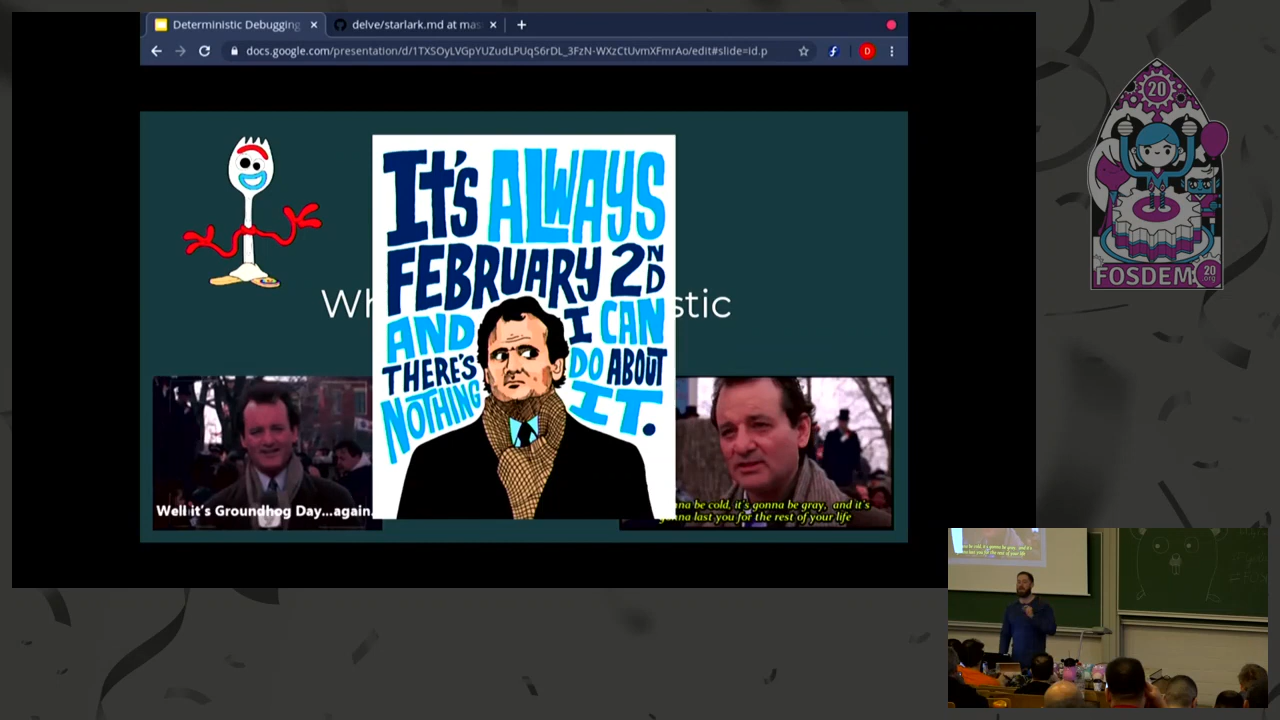 Deterministic Debugging
delve/starlark.md at mas
docs.google.com/presentation/d/1TXSOyLVGpYUZudLPUqS6rDL_3FzN-WXzCtUvmXFmrAo/edit#slide=id.p
D
20
FOSDEM
20
.org
Wh
stic
IT'S ALWAYS
FEBRUARY 2ND
AND I CAN
THERE'S DO ABOUT
NOTHING IT.
Well it's Groundhog Day...again.
nna be cold, it's gonna be gray, and it's
gonna last you for the rest of your life